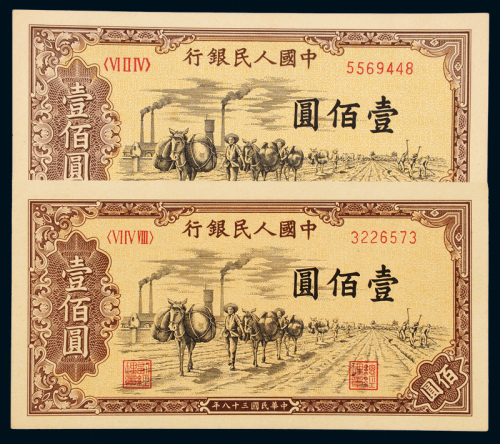 中國人民銀行
〈VI II IV〉
5569448
壹佰圓
壹佰圓
中國人民銀行
〈VII IV VIII〉
3226573
壹佰圓
壹佰圓
佰圓
中華民國三十八年